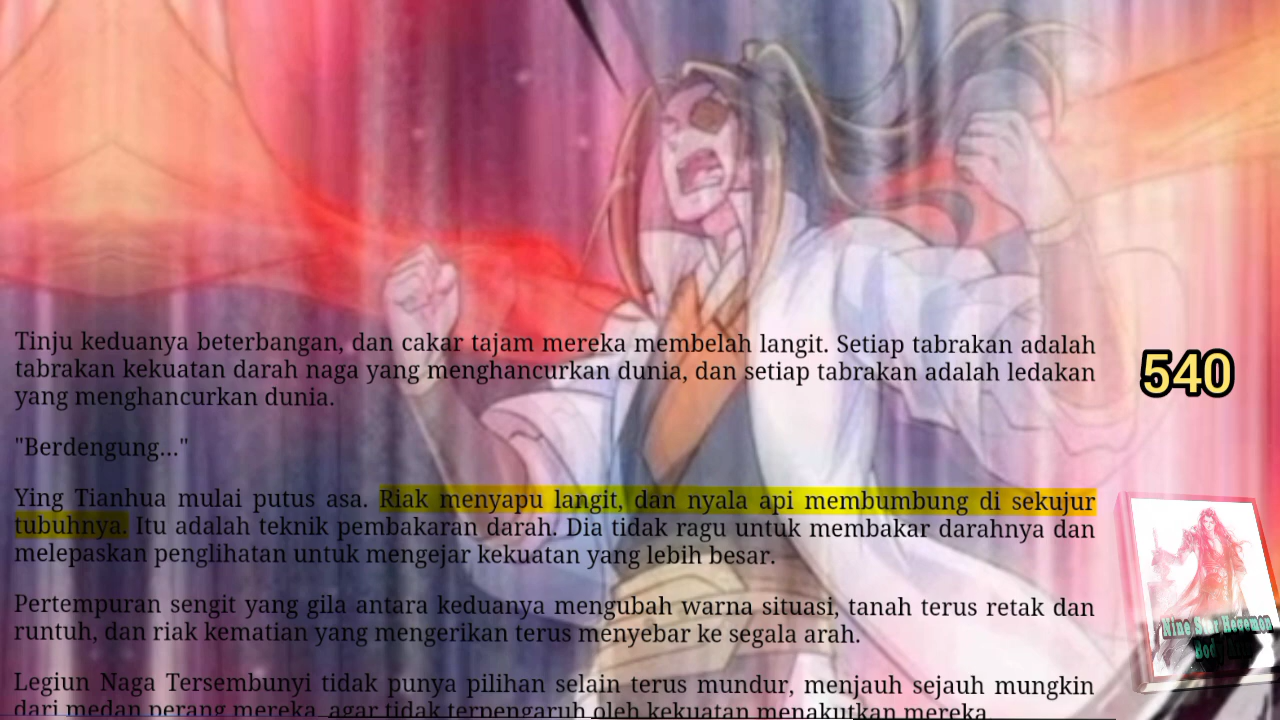 Tinju keduanya beterbangan, dan cakar tajam mereka membelah langit. Setiap tabrakan adalah
tabrakan kekuatan darah naga yang menghancurkan dunia, dan setiap tabrakan adalah ledakan
yang menghancurkan dunia.
"Berdengung..."
Ying Tianhua mulai putus asa. Riak menyapu langit, dan nyala api membumbung di sekujur
tubuhnya. Itu adalah teknik pembakaran darah. Dia tidak ragu untuk membakar darahnya dan
melepaskan penglihatan untuk mengejar kekuatan yang lebih besar.
Pertempuran sengit yang gila antara keduanya mengubah warna situasi, tanah terus retak dan
runtuh, dan riak kematian yang mengerikan terus menyebar ke segala arah.
Legiun Naga Tersembunyi tidak punya pilihan selain terus mundur, menjauh sejauh mungkin
dari medan perang mereka, agar tidak terpengaruh oleh kekuatan menakutkan mereka.
540
Nine Star Hegemon